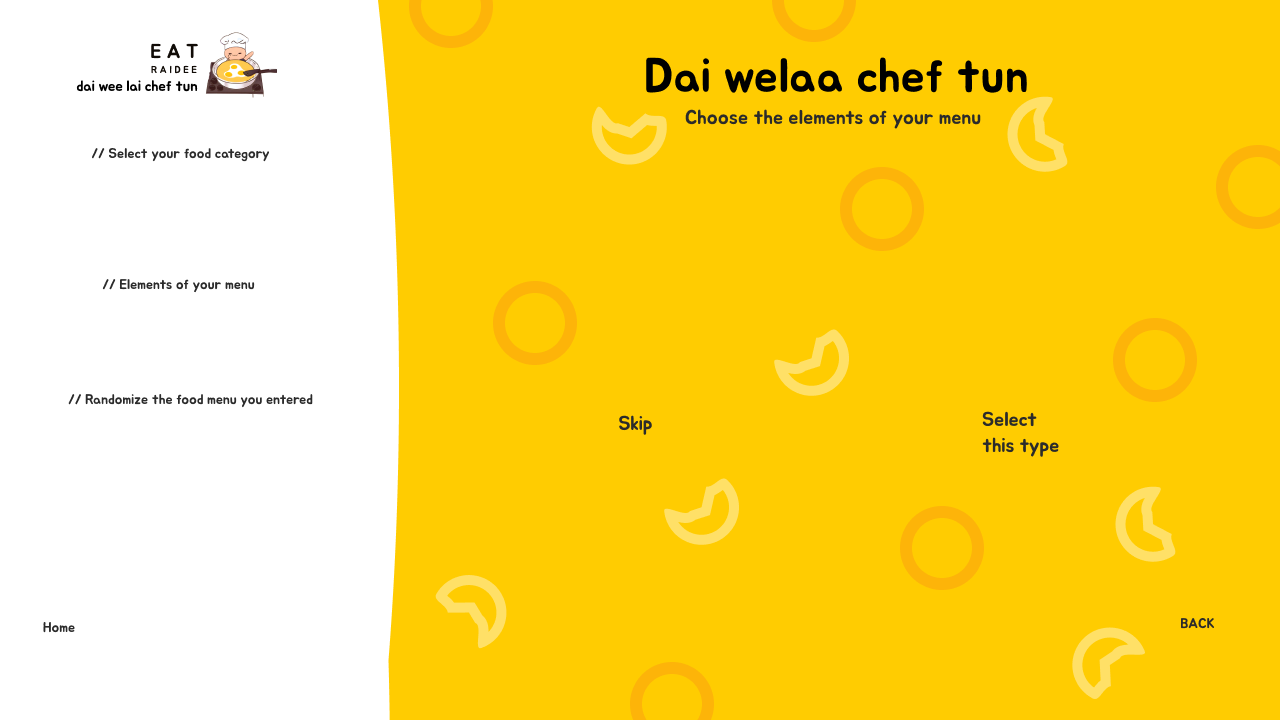 EAT
RAIDEE
dai wee lai chef tun
// Select your food category
// Elements of your menu
// Randomize the food menu you entered
Home
Dai welaa chef tun
Choose the elements of your menu
Skip
Select
this type
BACK